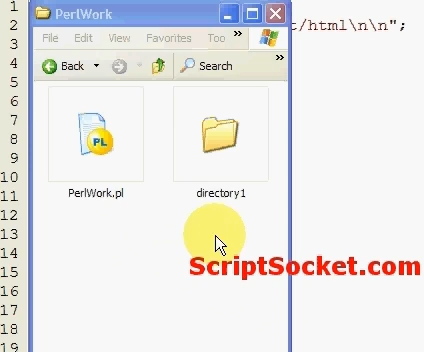 PerlWork
t/html\n\n";
File Edit View Favorites Too »
Back Search »
PL
PerlWork.pl directory1
ScriptSocket.com
1
2
3
4
5
6
7
8
9
10
11
12
13
14
15
16
17
18
19